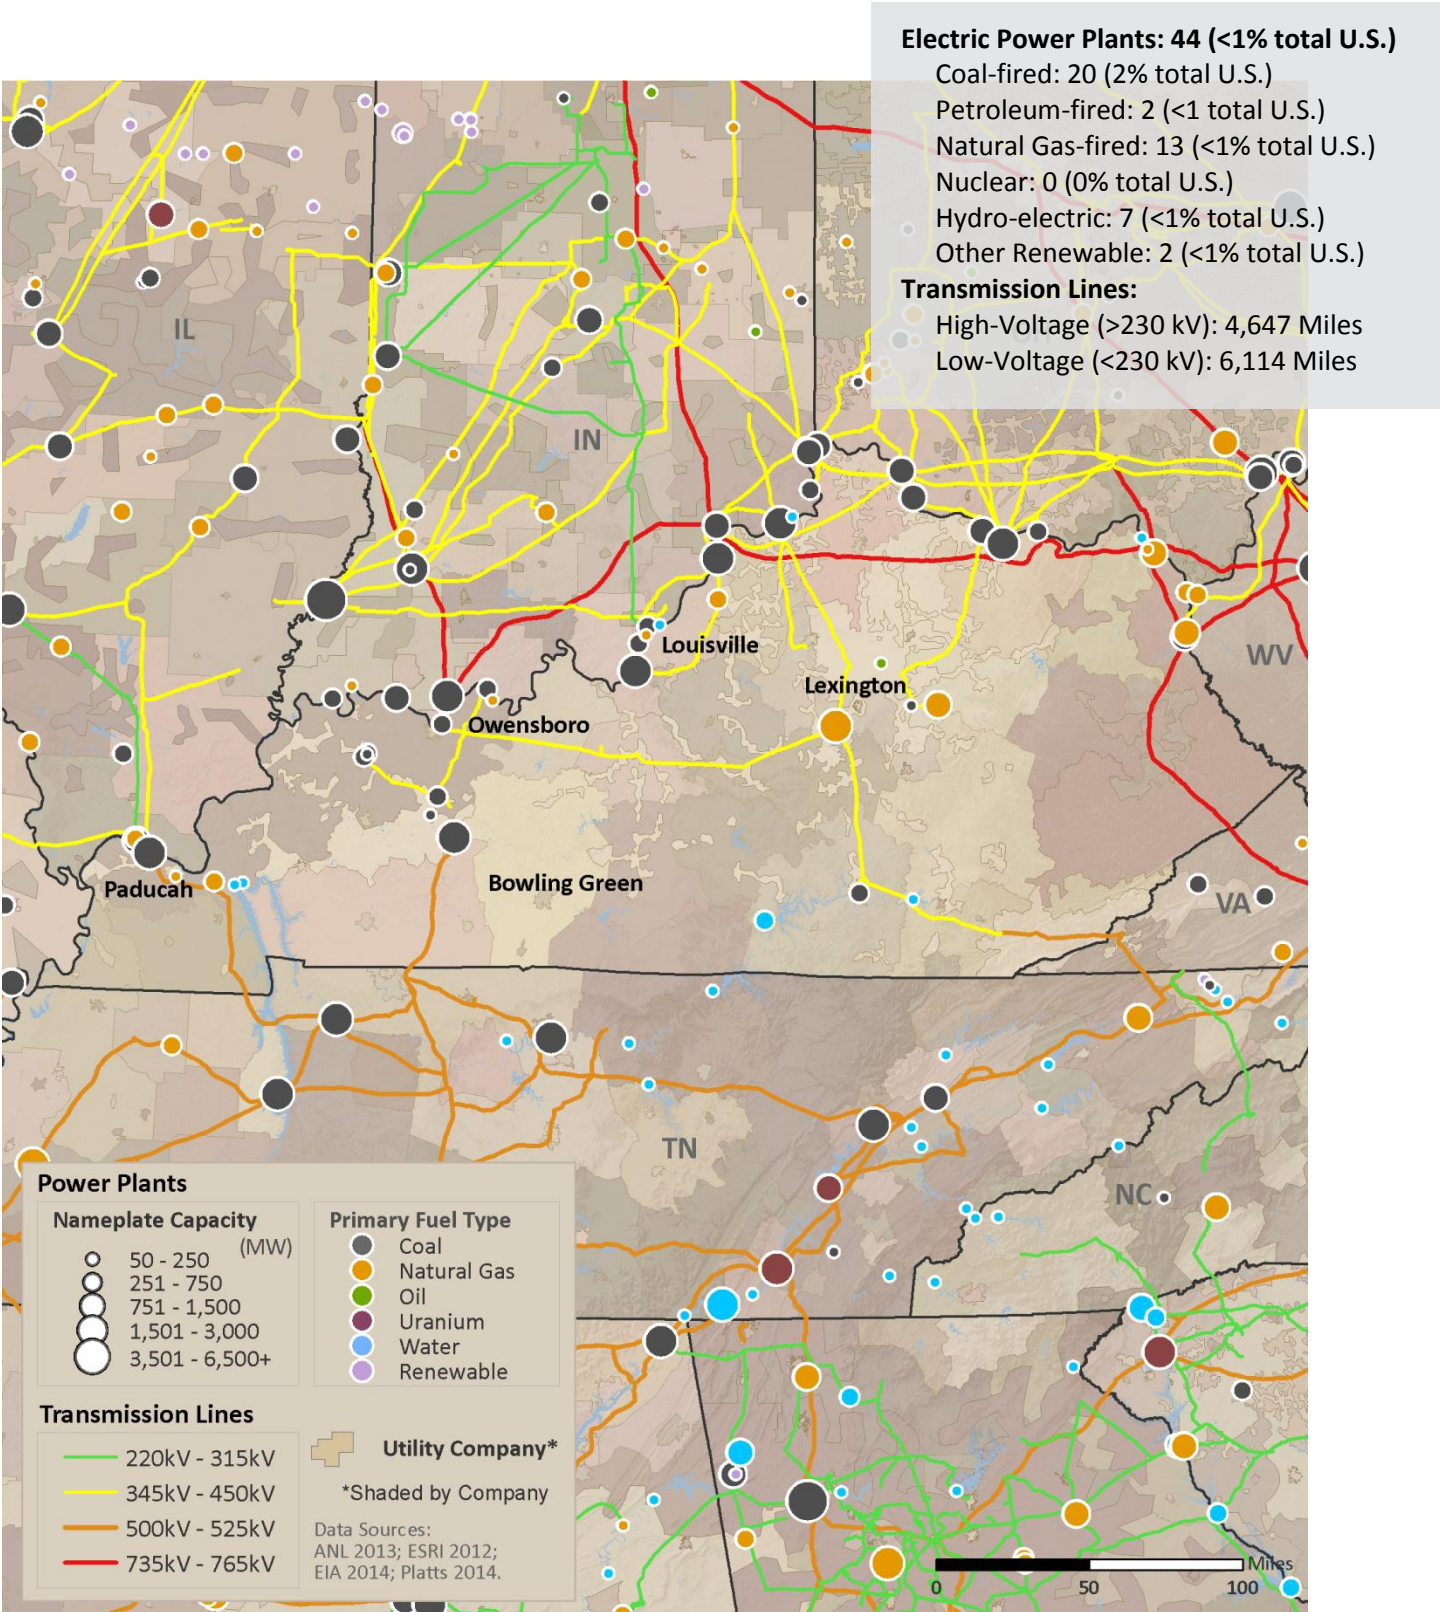 Electric Power Plants: 44 (<1% total U.S.)
Coal-fired: 20 (2% total U.S.)
Petroleum-fired: 2 (<1 total U.S.)
Natural Gas-fired: 13 (<1% total U.S.)
Nuclear: 0 (0% total U.S.)
Hydro-electric: 7 (<1% total U.S.)
Other Renewable: 2 (<1% total U.S.)
Transmission Lines:
High-Voltage (>230 kV): 4,647 Miles
Low-Voltage (<230 kV): 6,114 Miles
IL
IN
Louisville
WV
Lexington
Owensboro
Paducah
Bowling Green
VA
TN
NC
Power Plants
Nameplate Capacity
(MW)
50 - 250
251 - 750
751 - 1,500
1,501 - 3,000
3,501 - 6,500+
Primary Fuel Type
Coal
Natural Gas
Oil
Uranium
Water
Renewable
Transmission Lines
220kV - 315kV
345kV - 450kV
500kV - 525kV
735kV - 765kV
Utility Company*
*Shaded by Company
Data Sources:
ANL 2013; ESRI 2012;
EIA 2014; Platts 2014.
Miles
0 50 100